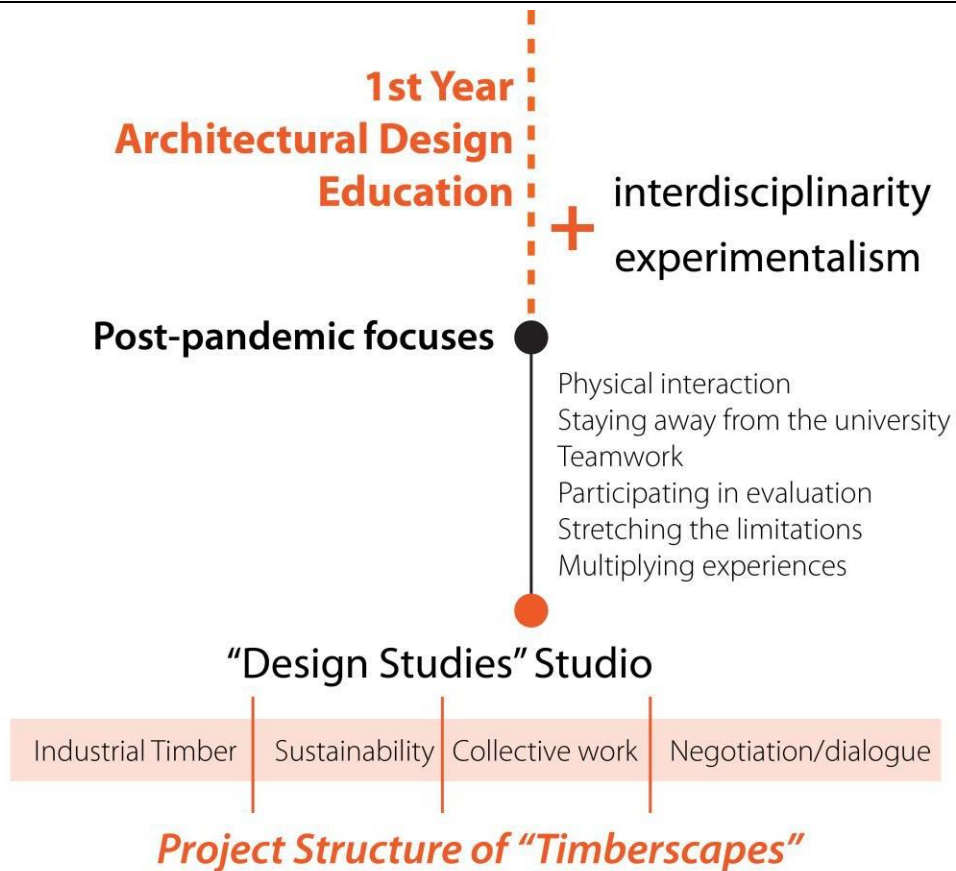 1st Year
Architectural Design
Education
+
interdisciplinarity
experimentalism
Post-pandemic focuses
Physical interaction
Staying away from the university
Teamwork
Participating in evaluation
Stretching the limitations
Multiplying experiences
“Design Studies” Studio
Industrial Timber
Sustainability
Collective work
Negotiation/dialogue
Project Structure of “Timberscapes”